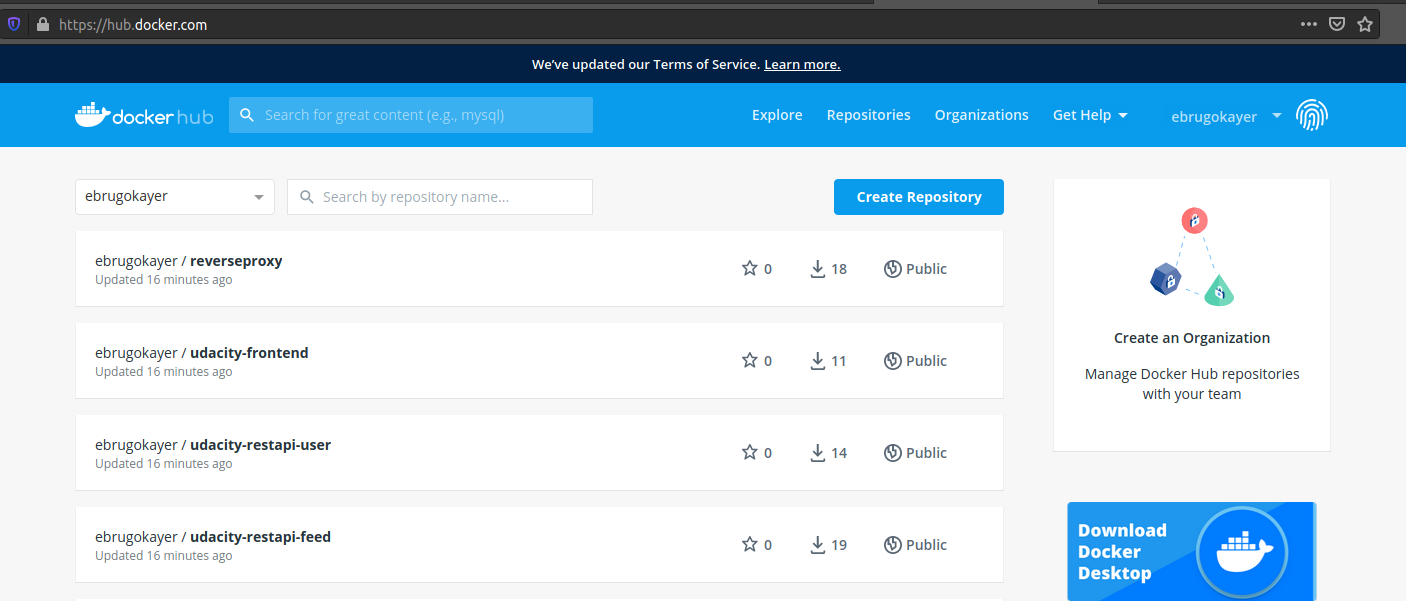 https://hub.docker.com
We've updated our Terms of Service. Learn more.
docker hub
Search for great content (e.g., mysql)
Explore
Repositories
Organizations
Get Help
ebrugokayer
ebrugokayer
Search by repository name...
Create Repository
ebrugokayer / reverseproxy
Updated 16 minutes ago
0
18
Public
ebrugokayer / udacity-frontend
Updated 16 minutes ago
0
11
Public
ebrugokayer / udacity-restapi-user
Updated 16 minutes ago
0
14
Public
ebrugokayer / udacity-restapi-feed
Updated 16 minutes ago
0
19
Public
Create an Organization
Manage Docker Hub repositories
with your team
Download
Docker
Desktop